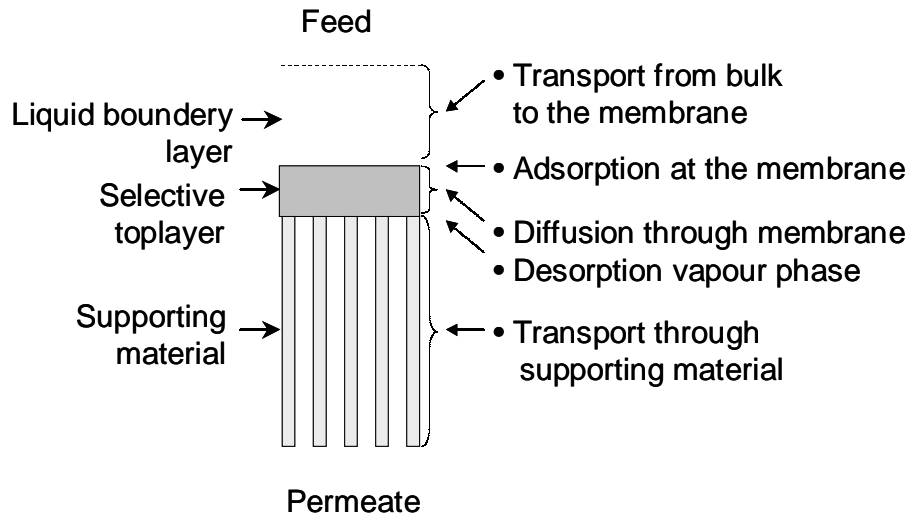 Feed
Liquid boundery
layer
Selective
toplayer
Supporting
material
• Transport from bulk
to the membrane
• Adsorption at the membrane
• Diffusion through membrane
• Desorption vapour phase
• Transport through
supporting material
Permeate